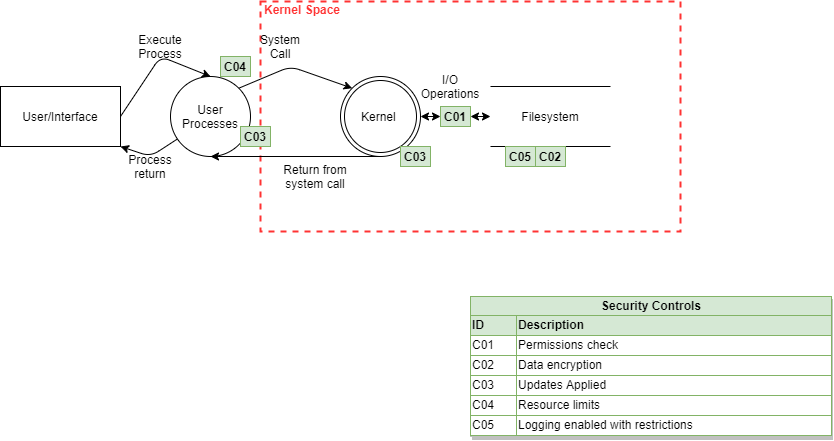 Kernel Space
Execute
Process
System
Call
C04
I/O
Operations
User/Interface
User
Processes
Kernel
C01
Filesystem
C03
Process
return
Return from
system call
C03
C05 C02
Security Controls
ID Description
C01 Permissions check
C02 Data encryption
C03 Updates Applied
C04 Resource limits
C05 Logging enabled with restrictions